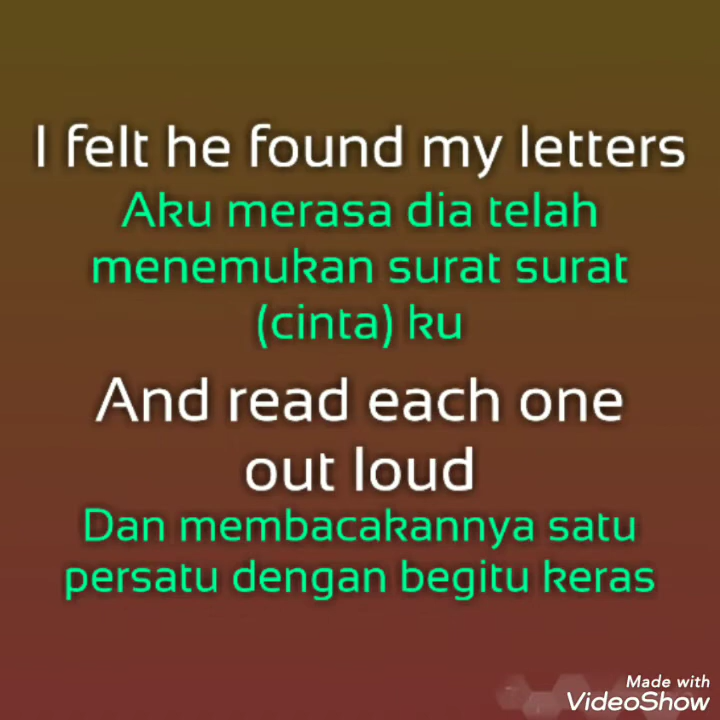 I felt he found my letters
Aku merasa dia telah
menemukan surat surat
(cinta) ku
And read each one
out loud
Dan membacakannya satu
persatu dengan begitu keras
Made with
VideoShow